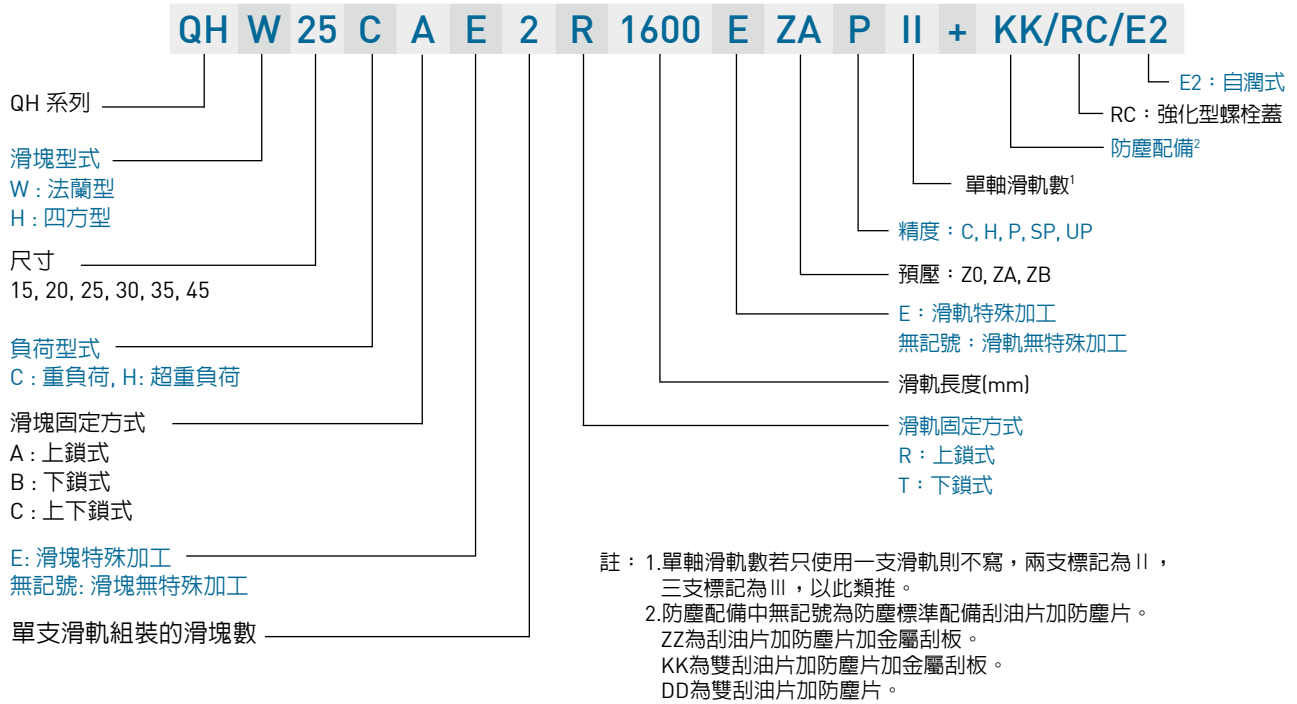 QH W 25 C A E 2 R 1600 E ZA P II + KK/RC/E2
QH 系列
滑塊型式
W : 法蘭型
H : 四方型
尺寸
15, 20, 25, 30, 35, 45
負荷型式
C : 重負荷, H: 超重負荷
滑塊固定方式
A : 上鎖式
B : 下鎖式
C : 上下鎖式
E: 滑塊特殊加工
無記號: 滑塊無特殊加工
單支滑軌組裝的滑塊數
E2：自潤式
RC：強化型螺栓蓋
防塵配備²
單軸滑軌數¹
精度：C, H, P, SP, UP
預壓：Z0, ZA, ZB
E：滑軌特殊加工
無記號：滑軌無特殊加工
滑軌長度(mm)
滑軌固定方式
R：上鎖式
T：下鎖式
註：1.單軸滑軌數若只使用一支滑軌則不寫，兩支標記為Ⅱ，
三支標記為Ⅲ，以此類推。
2.防塵配備中無記號為防塵標準配備刮油片加防塵片。
ZZ為刮油片加防塵片加金屬刮板。
KK為雙刮油片加防塵片加金屬刮板。
DD為雙刮油片加防塵片。